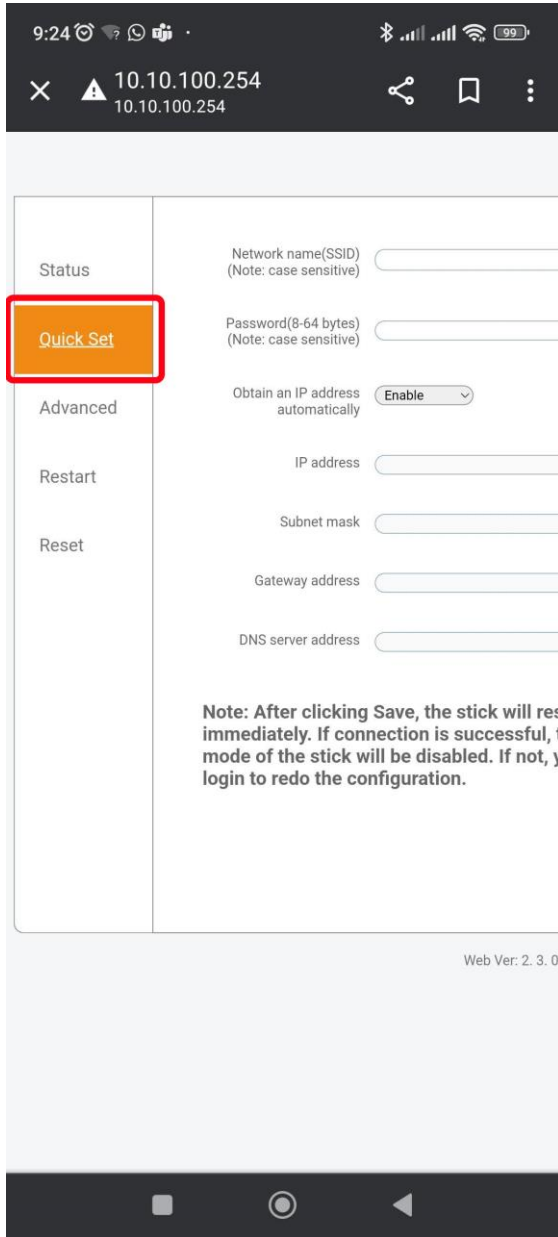 9:24
99
10.10.100.254
10.10.100.254
Status
Quick Set
Advanced
Restart
Reset
Network name(SSID)
(Note: case sensitive)
Password(8-64 bytes)
(Note: case sensitive)
Obtain an IP address
automatically
Enable
IP address
Subnet mask
Gateway address
DNS server address
Note: After clicking Save, the stick will
immediately. If connection is successful,
mode of the stick will be disabled. If not,
login to redo the configuration.
Web Ver: 2. 3. 0